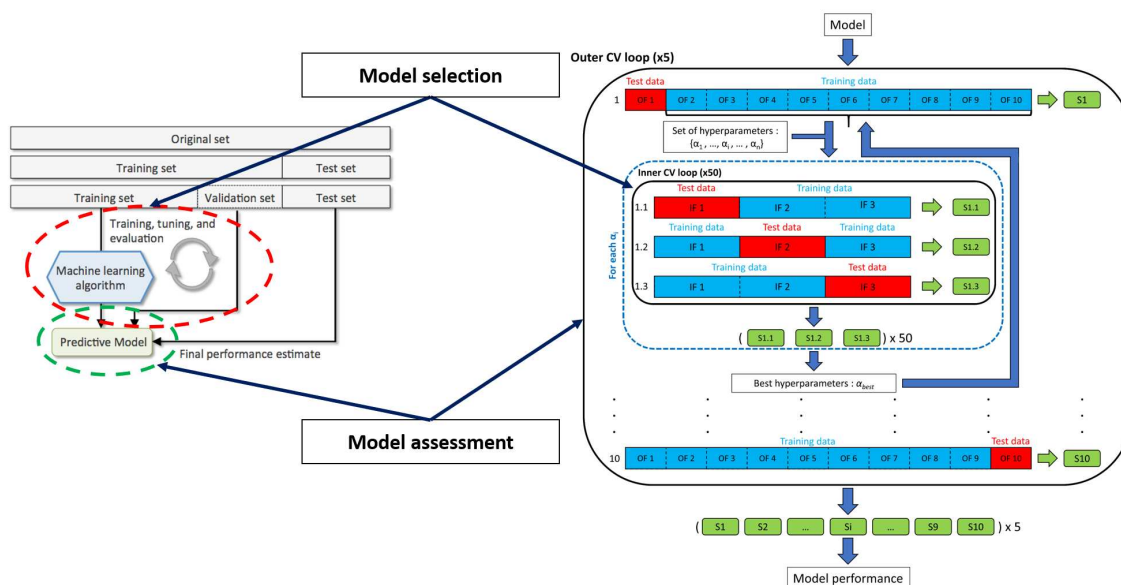 Model
Outer CV loop (x5)
Model selection
Test data
Training data
1
OF 1
OF 2
OF 3
OF 4
OF 5
OF 6
OF 7
OF 8
OF 9
OF 10
S1
Set of hyperparameters :
{α1 , ..., αi , ... , αn}
Original set
Training set
Test set
Training set
Validation set
Test set
Training, tuning, and
evaluation
Machine learning
algorithm
Predictive Model
Final performance estimate
Inner CV loop (x50)
For each αi
Test data
Training data
1.1
IF 1
IF 2
IF 3
S1.1
Training data
Test data
Training data
1.2
IF 1
IF 2
IF 3
S1.2
Training data
Test data
1.3
IF 1
IF 2
IF 3
S1.3
( S1.1 S1.2 S1.3 ) x 50
Best hyperparameters : αbest
Model assessment
Training data
Test data
10
OF 1
OF 2
OF 3
OF 4
OF 5
OF 6
OF 7
OF 8
OF 9
OF 10
S10
( S1 S2 ... Si ... S9 S10 ) x 5
Model performance